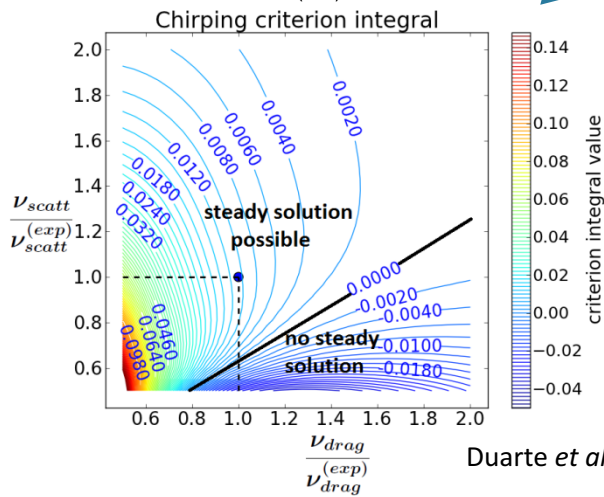 Chirping criterion integral
2.0
1.8
1.6
1.4
1.2
1.0
0.8
0.6
0.6 0.8 1.0 1.2 1.4 1.6 1.8 2.0
ν_scatt
ν_scatt^(exp)
ν_drag
ν_drag^(exp)
0.0020
0.0020
0.0040
0.0060
0.0080
0.0120
0.0180
0.0240
0.0320
0.0460
0.0640
0.0980
steady solution
possible
0.0000
-0.0020
-0.0040
-0.0100
-0.0180
no steady
solution
0.14
0.12
0.10
0.08
0.06
0.04
0.02
0.00
−0.02
−0.04
criterion integral value
Duarte et al